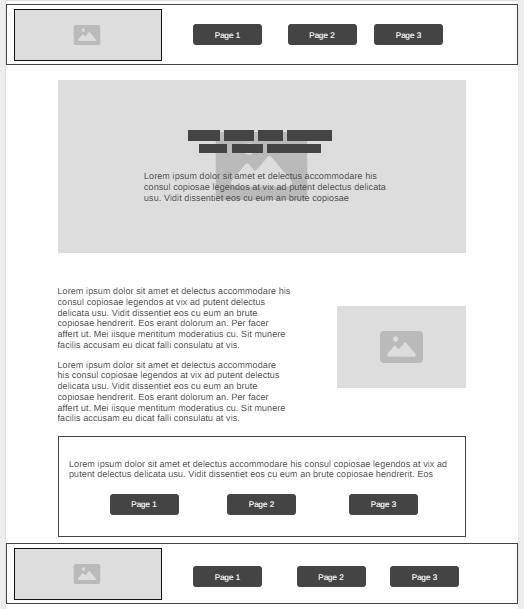 Page 1
Page 2
Page 3
Lorem ipsum dolor sit amet et delectus accommodare his
consul copiosae legendos at vix ad putent delectus delicata
usu. Vidit dissentiet eos cu eum an brute copiosae
Lorem ipsum dolor sit amet et delectus accommodare his
consul copiosae legendos at vix ad putent delectus
delicata usu. Vidit dissentiet eos cu eum an brute
copiosae hendrerit. Eos erant dolorum an. Per facer
affert ut. Mei iisque mentitum moderatius cu. Sit munere
facilis accusam eu dicat falli consulatu at vis.
Lorem ipsum dolor sit amet et delectus accommodare
his consul copiosae legendos at vix ad putent delectus
delicata usu. Vidit dissentiet eos cu eum an brute
copiosae hendrerit. Eos erant dolorum an. Per facer
affert ut. Mei iisque mentitum moderatius cu. Sit munere
facilis accusam eu dicat falli consulatu at vis.
Lorem ipsum dolor sit amet et delectus accommodare his consul copiosae legendos at vix ad
putent delectus delicata usu. Vidit dissentiet eos cu eum an brute copiosae hendrerit. Eos
Page 1
Page 2
Page 3
Page 1
Page 2
Page 3